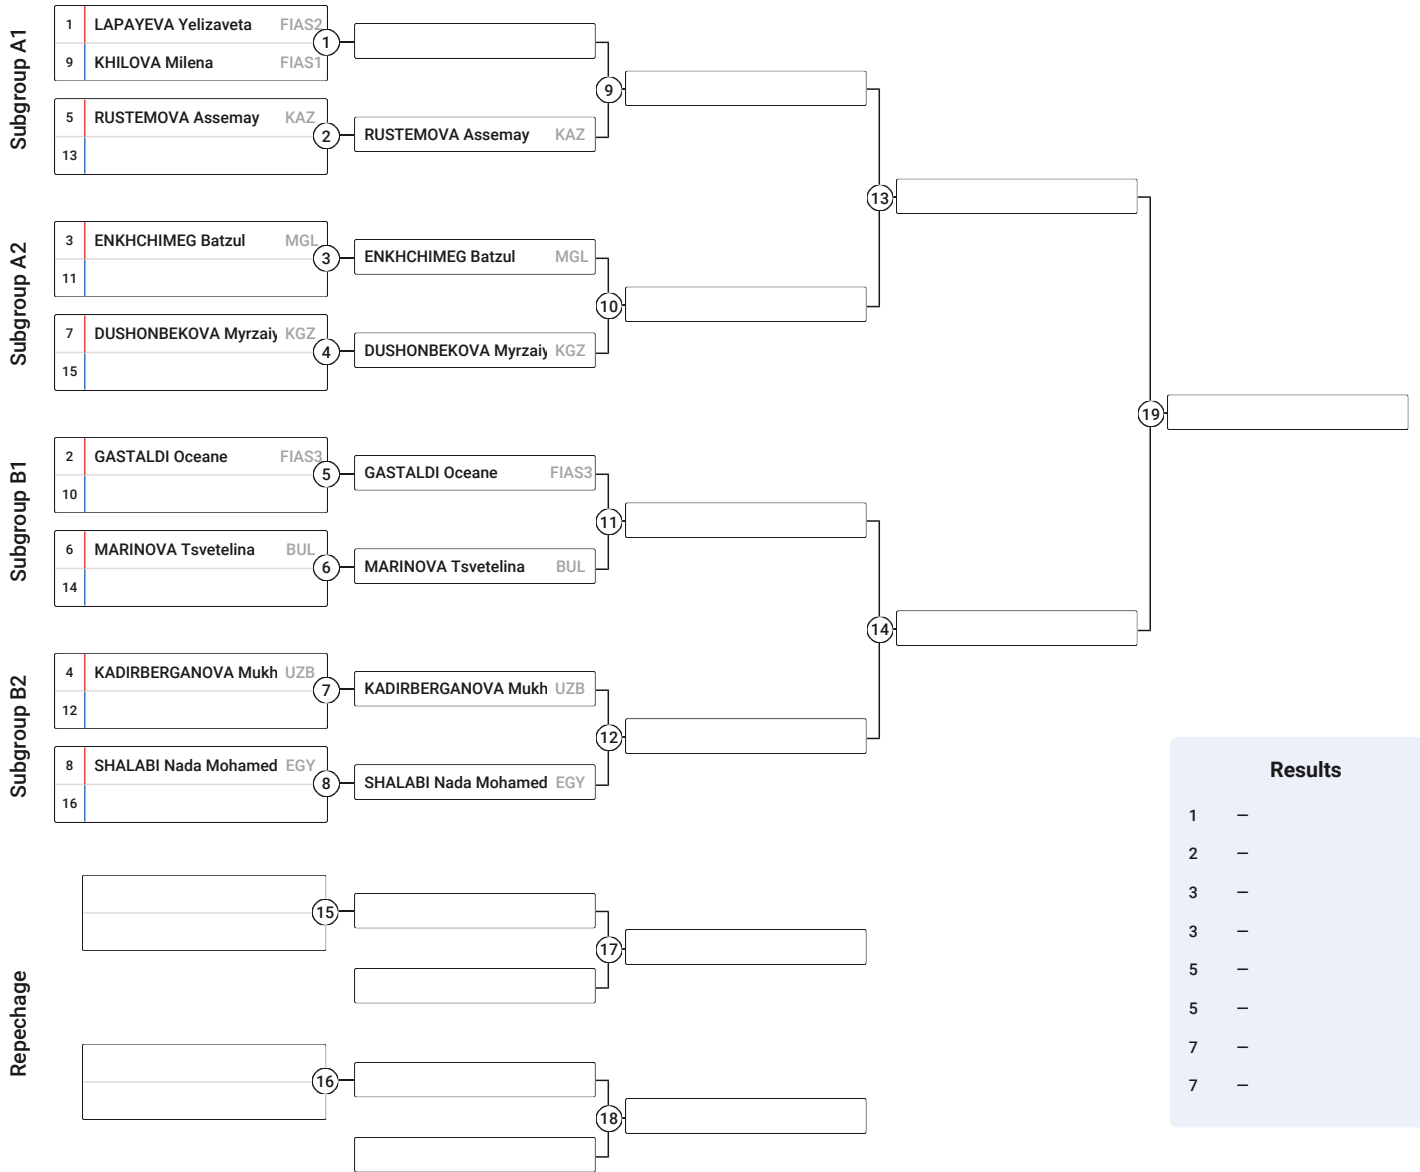 Subgroup A1
1 LAPAYEVA Yelizaveta FIAS2
9 KHILOVA Milena FIAS1
1
5 RUSTEMOVA Assemay KAZ
13
2
RUSTEMOVA Assemay KAZ
9
Subgroup A2
3 ENKHCHIMEG Batzul MGL
11
3
ENKHCHIMEG Batzul MGL
7 DUSHONBEKOVA Myrzaiy KGZ
15
4
DUSHONBEKOVA Myrzaiy KGZ
10
13
Subgroup B1
2 GASTALDI Oceane FIAS3
10
5
GASTALDI Oceane FIAS3
6 MARINOVA Tsvetelina BUL
14
6
MARINOVA Tsvetelina BUL
11
Subgroup B2
4 KADIRBERGANOVA Mukh UZB
12
7
KADIRBERGANOVA Mukh UZB
8 SHALABI Nada Mohamed EGY
16
8
SHALABI Nada Mohamed EGY
12
14
19
Repechage
15
17
16
18
Results
1 –
2 –
3 –
3 –
5 –
5 –
7 –
7 –